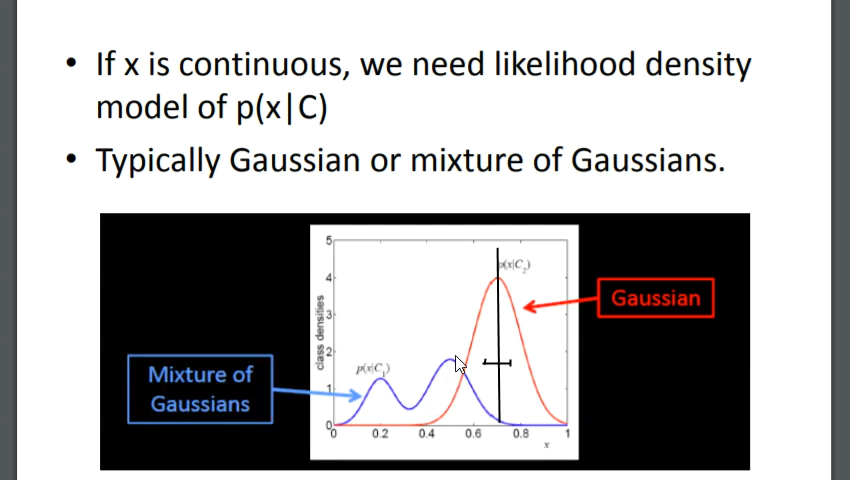 • If x is continuous, we need likelihood density
model of p(x|C)
• Typically Gaussian or mixture of Gaussians.
5
4
3
2
1
0
class densities
p(x|C₂)
p(x|C₁)
0
0.2
0.4
0.6
0.8
1
x
Gaussian
Mixture of
Gaussians